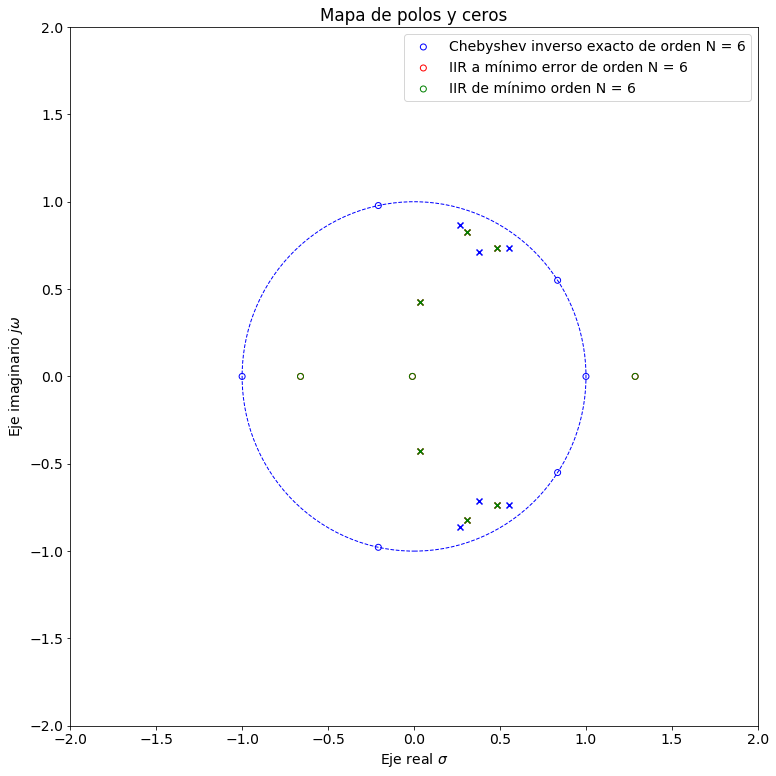 Mapa de polos y ceros
Chebyshev inverso exacto de orden N = 6
IIR a mínimo error de orden N = 6
IIR de mínimo orden N = 6
2.0
1.5
1.0
0.5
0.0
−0.5
−1.0
−1.5
−2.0
Eje imaginario jω
−2.0 −1.5 −1.0 −0.5 0.0 0.5 1.0 1.5 2.0
Eje real σ